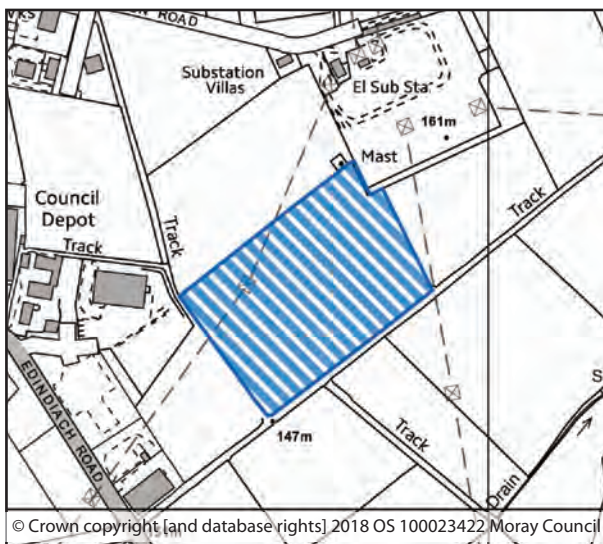 ROAD
Substation
Villas
El Sub Sta
161m
Mast
Council
Depot
Track
Track
Track
EDINDIACH ROAD
147m
Track
Drain
S
© Crown copyright [and database rights] 2018 OS 100023422 Moray Council